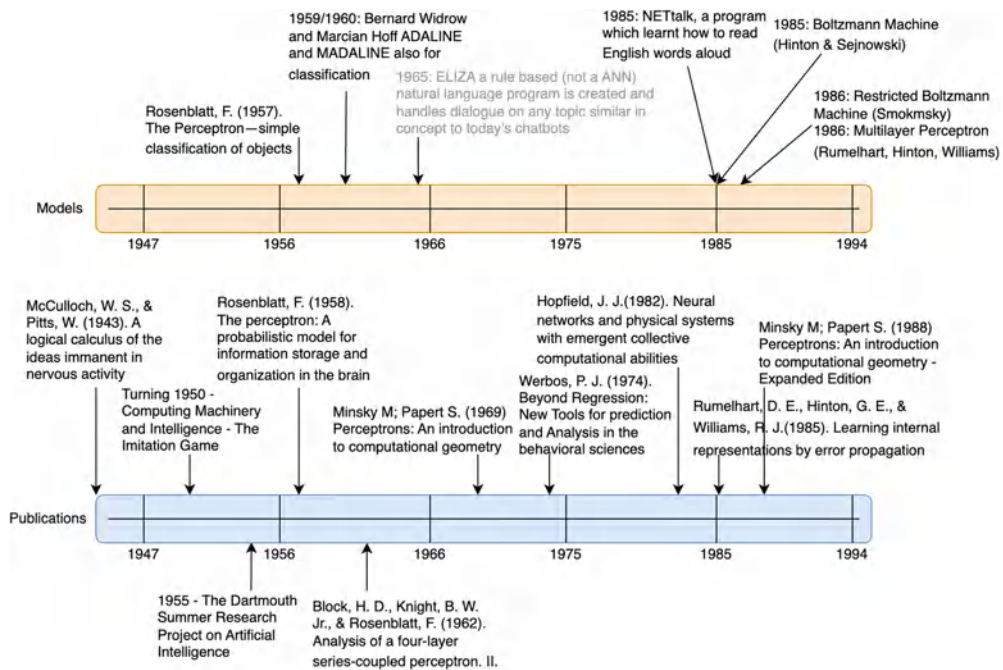 1959/1960: Bernard Widrow
and Marcian Hoff ADALINE
and MADALINE also for
classification
1985: NETtalk, a program
which learnt how to read
English words aloud
1985: Boltzmann Machine
(Hinton & Sejnowski)
1965: ELIZA a rule based (not a ANN)
natural language program is created and
handles dialogue on any topic similar in
concept to today's chatbots
Rosenblatt, F. (1957).
The Perceptron—simple
classification of objects
1986: Restricted Boltzmann
Machine (Smokmsky)
1986: Multilayer Perceptron
(Rumelhart, Hinton, Williams)
Models
1947 1956 1966 1975 1985 1994
McCulloch, W. S., &
Pitts, W. (1943). A
logical calculus of the
ideas immanent in
nervous activity
Turning 1950 -
Computing Machinery
and Intelligence - The
Imitation Game
Rosenblatt, F. (1958).
The perceptron: A
probabilistic model for
information storage and
organization in the brain
Minsky M; Papert S. (1969)
Perceptrons: An introduction
to computational geometry
Hopfield, J. J.(1982). Neural
networks and physical systems
with emergent collective
computational abilities
Werbos, P. J. (1974).
Beyond Regression:
New Tools for prediction
and Analysis in the
behavioral sciences
Minsky M; Papert S. (1988)
Perceptrons: An introduction
to computational geometry -
Expanded Edition
Rumelhart, D. E., Hinton, G. E., &
Williams, R. J.(1985). Learning internal
representations by error propagation
Publications
1947 1956 1966 1975 1985 1994
1955 - The Dartmouth
Summer Research
Project on Artificial
Intelligence
Block, H. D., Knight, B. W.
Jr., & Rosenblatt, F. (1962).
Analysis of a four-layer
series-coupled perceptron. II.